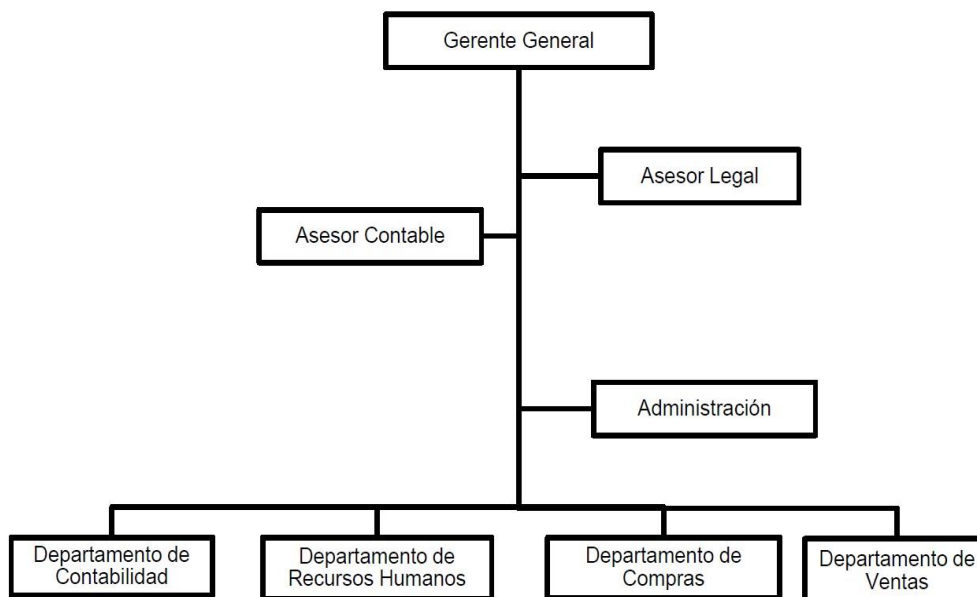 Gerente General
Asesor Legal
Asesor Contable
Administración
Departamento de
Contabilidad
Departamento de
Recursos Humanos
Departamento de
Compras
Departamento de
Ventas